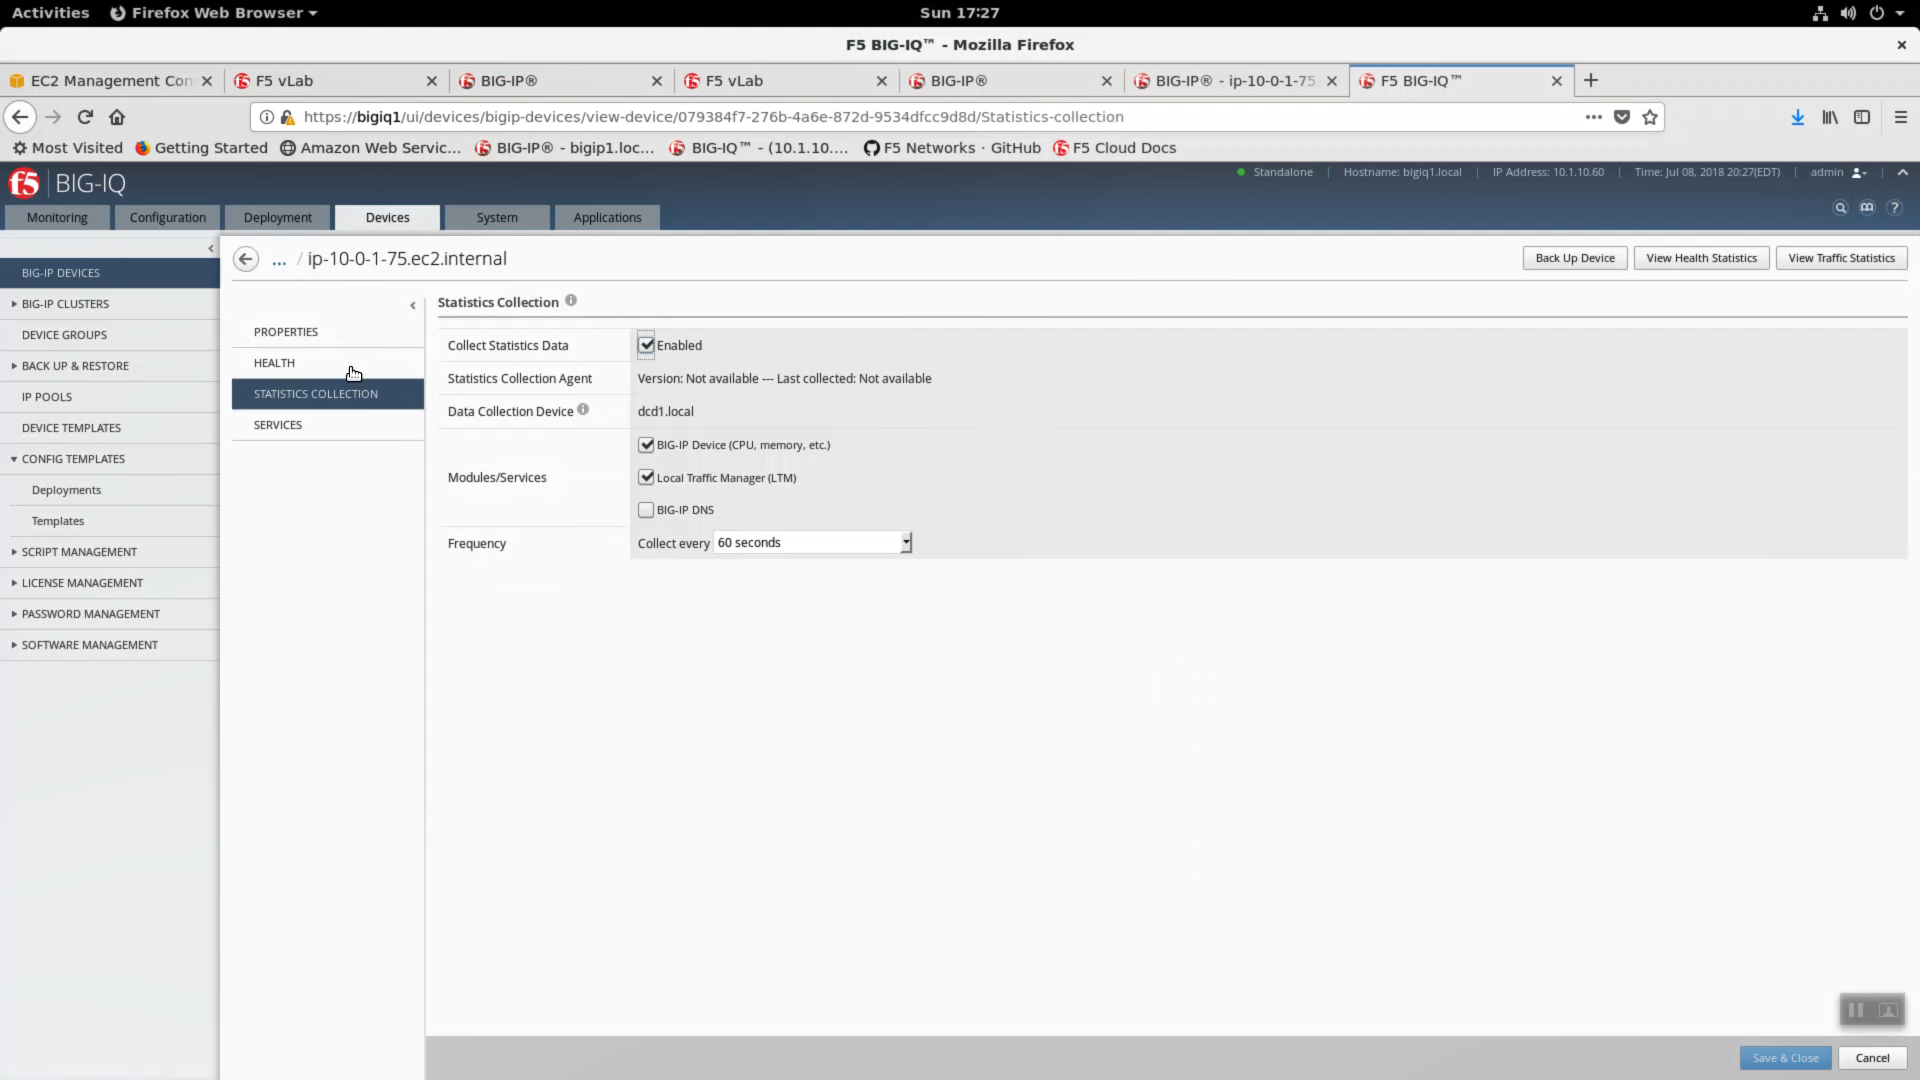 Activities Firefox Web Browser Sun 17:27
F5 BIG-IQ™ - Mozilla Firefox
EC2 Management Con F5 vLab BIG-IP® F5 vLab BIG-IP® BIG-IP® - ip-10-0-1-75 F5 BIG-IQ™
https://bigiq1/ui/devices/bigip-devices/view-device/079384f7-276b-4a6e-872d-9534dfcc9d8d/Statistics-collection
Most Visited Getting Started Amazon Web Servic... BIG-IP® - bigip1.loc... BIG-IQ™ - (10.1.10.... F5 Networks · GitHub F5 Cloud Docs
f5 BIG-IQ Standalone Hostname: bigiq1.local IP Address: 10.1.10.60 Time: Jul 08, 2018 20:27(EDT) admin
Monitoring Configuration Deployment Devices System Applications
BIG-IP DEVICES
BIG-IP CLUSTERS
DEVICE GROUPS
BACK UP & RESTORE
IP POOLS
DEVICE TEMPLATES
CONFIG TEMPLATES
Deployments
Templates
SCRIPT MANAGEMENT
LICENSE MANAGEMENT
PASSWORD MANAGEMENT
SOFTWARE MANAGEMENT
... / ip-10-0-1-75.ec2.internal Back Up Device View Health Statistics View Traffic Statistics
PROPERTIES
HEALTH
STATISTICS COLLECTION
SERVICES
Statistics Collection
Collect Statistics Data Enabled
Statistics Collection Agent Version: Not available --- Last collected: Not available
Data Collection Device dcd1.local
Modules/Services
BIG-IP Device (CPU, memory, etc.)
Local Traffic Manager (LTM)
BIG-IP DNS
Frequency Collect every 60 seconds
Save & Close Cancel